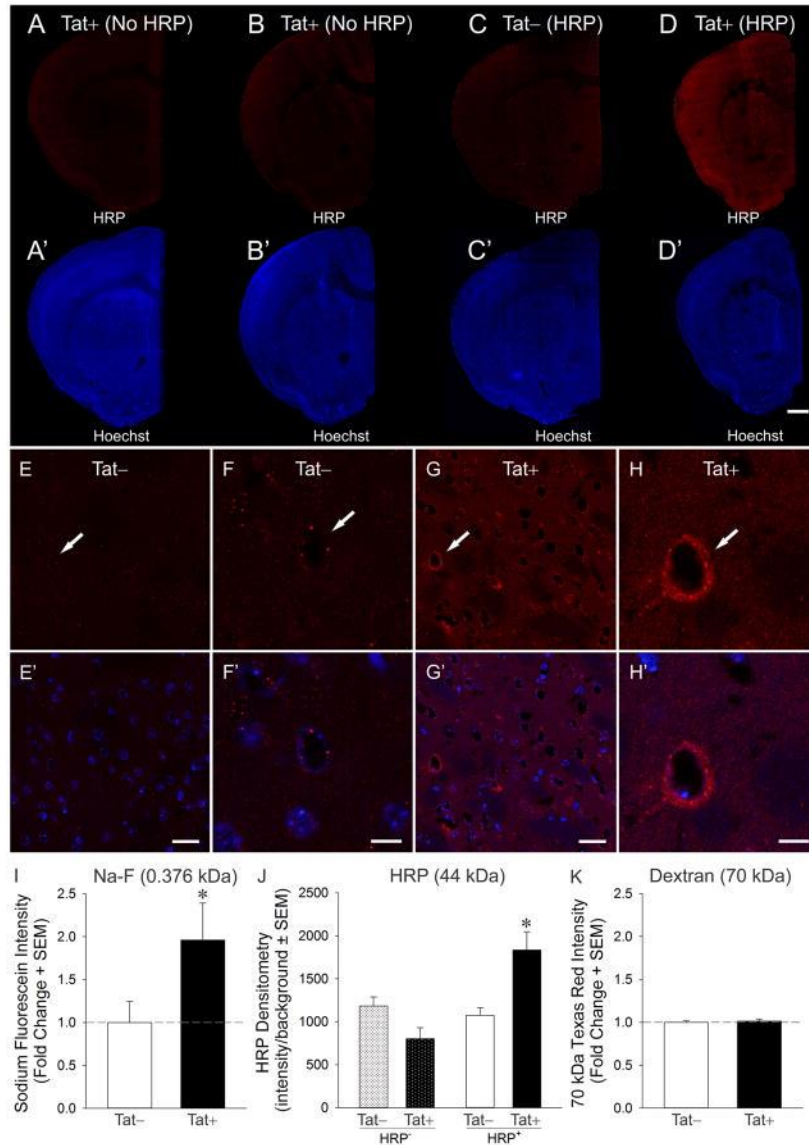 A Tat+ (No HRP) B Tat+ (No HRP) C Tat– (HRP) D Tat+ (HRP)
HRP HRP HRP HRP
A' B' C' D'
Hoechst Hoechst Hoechst Hoechst
E Tat– F Tat– G Tat+ H Tat+
E' F' G' H'
I Na-F (0.376 kDa)
Sodium Fluorescein Intensity
(Fold Change + SEM)
2.5
2.0
1.5
1.0
0.5
0.0
*
Tat– Tat+
J HRP (44 kDa)
HRP Densitometry
(intensity/background ± SEM)
2500
2000
1500
1000
500
0
*
Tat– Tat+ Tat– Tat+
HRP- HRP+
K Dextran (70 kDa)
70 kDa Texas Red Intensity
(Fold Change + SEM)
2.5
2.0
1.5
1.0
0.5
0.0
Tat– Tat+